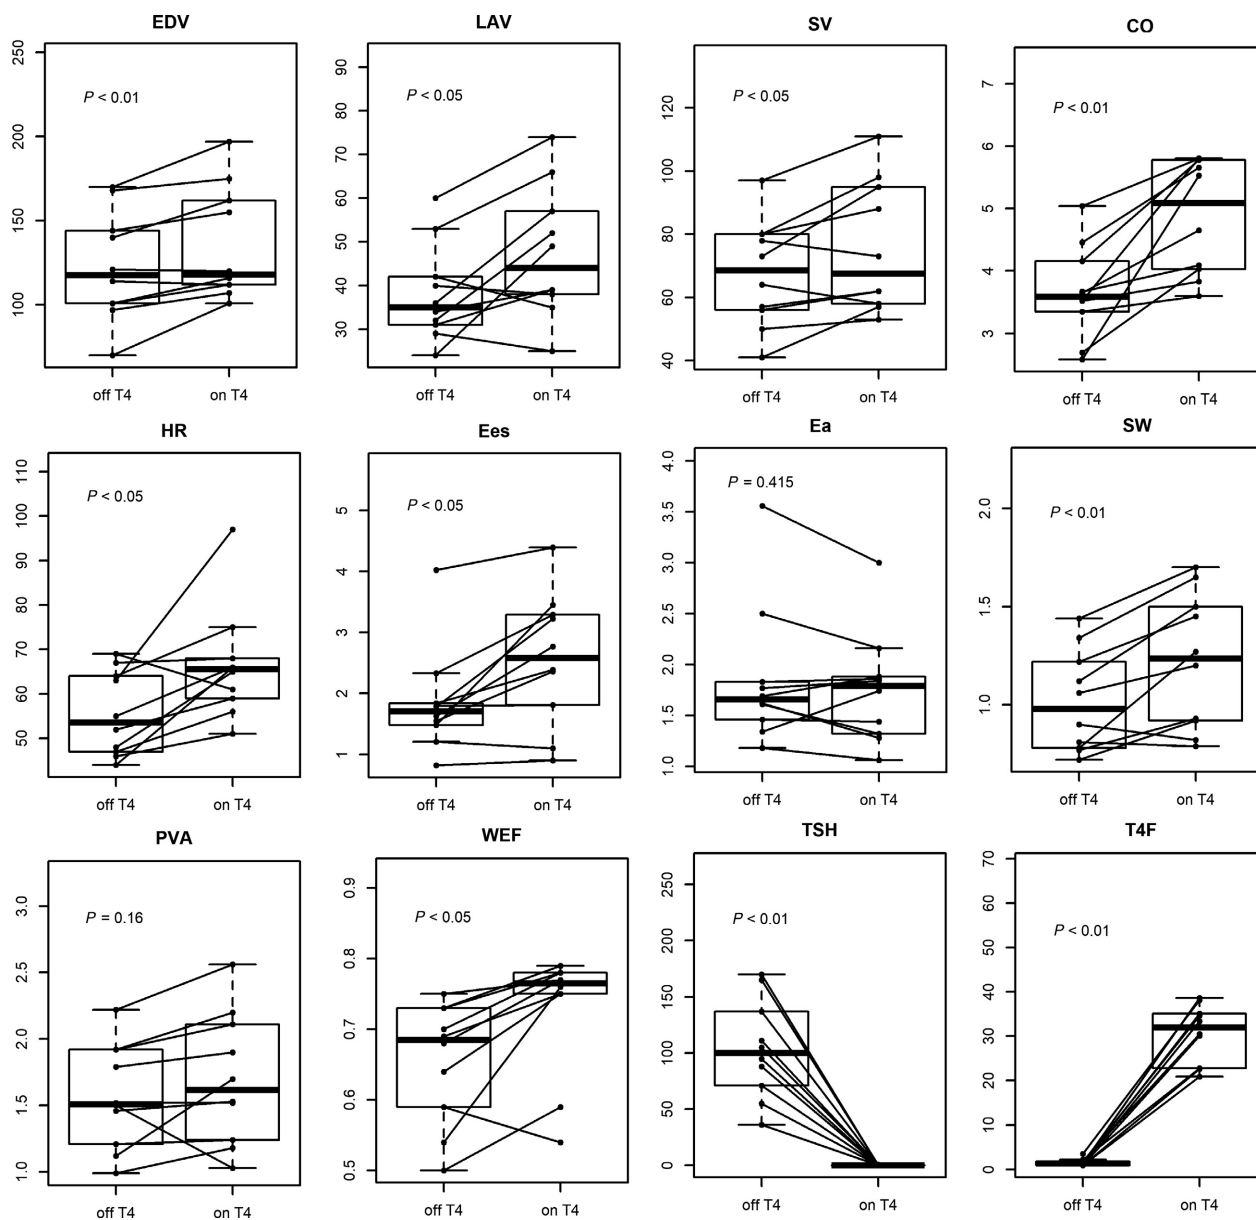 EDV
250
200
150
100
P < 0.01
off T4
on T4
LAV
90
80
70
60
50
40
30
P < 0.05
off T4
on T4
SV
120
100
80
60
40
P < 0.05
off T4
on T4
CO
7
6
5
4
3
P < 0.01
off T4
on T4
HR
110
100
90
80
70
60
50
P < 0.05
off T4
on T4
Ees
5
4
3
2
1
P < 0.05
off T4
on T4
Ea
4.0
3.5
3.0
2.5
2.0
1.5
1.0
P = 0.415
off T4
on T4
SW
2.0
1.5
1.0
P < 0.01
off T4
on T4
PVA
3.0
2.5
2.0
1.5
1.0
P = 0.16
off T4
on T4
WEF
0.9
0.8
0.7
0.6
0.5
P < 0.05
off T4
on T4
TSH
250
200
150
100
50
0
P < 0.01
off T4
on T4
T4F
70
60
50
40
30
20
10
0
P < 0.01
off T4
on T4